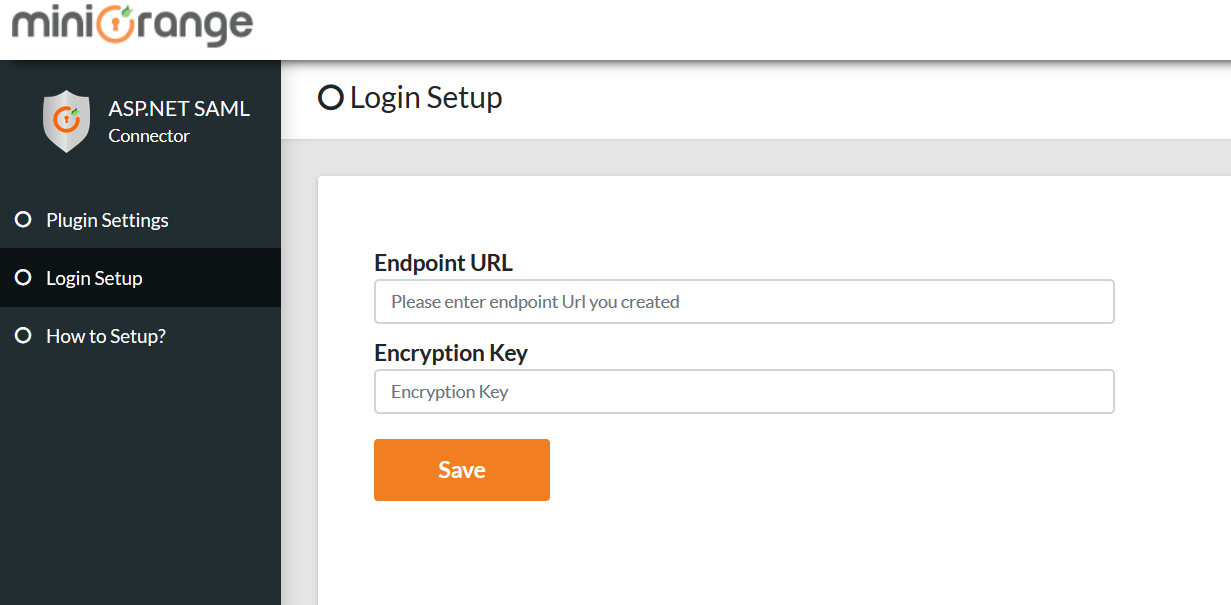 miniOrange
ASP.NET SAML
Connector
Plugin Settings
Login Setup
How to Setup?
Login Setup
Endpoint URL
Please enter endpoint Url you created
Encryption Key
Encryption Key
Save